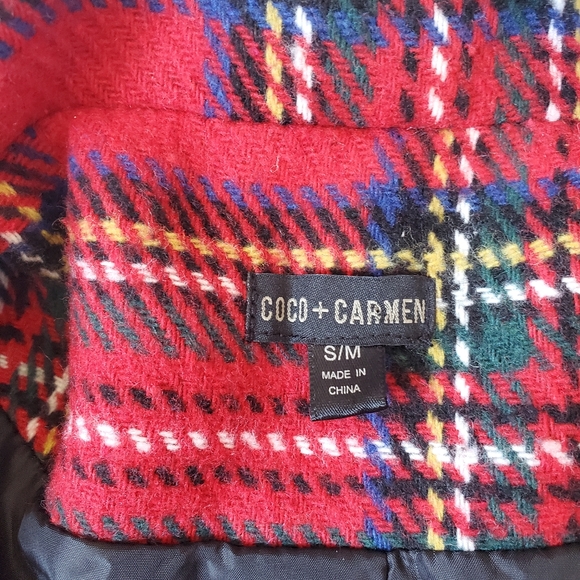 COCO + CARMEN
S/M
MADE IN
CHINA